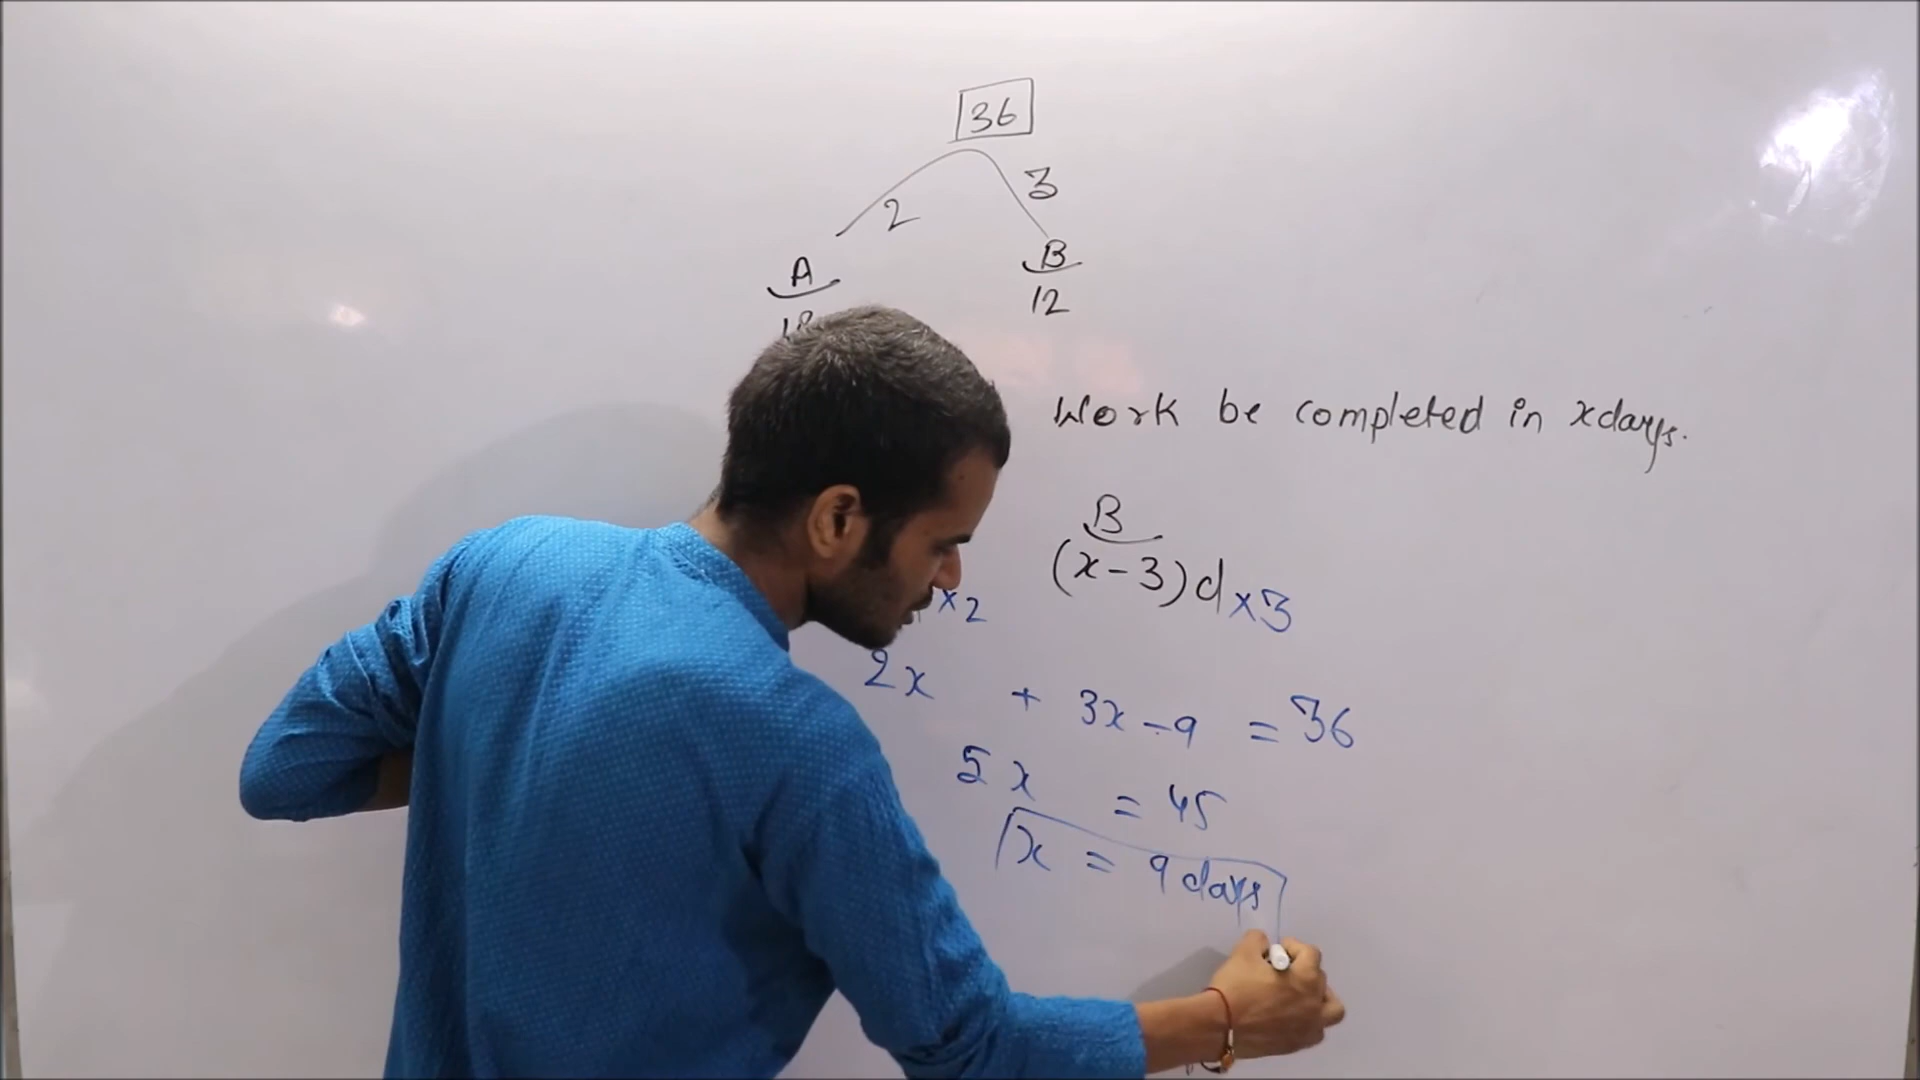 36
2 3
A B
18 12
Work be completed in x days.
B
(x-3)d x3
x2
2x + 3x - 9 = 36
5x = 45
x = 9 days